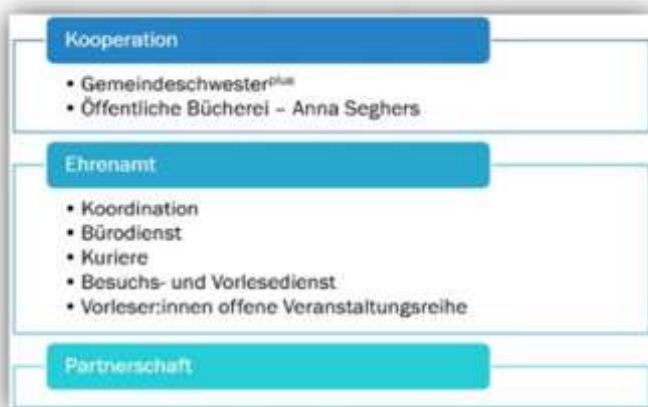 Kooperation
• Gemeindeschwesterplus
• Öffentliche Bücherei – Anna Seghers
Ehrenamt
• Koordination
• Bürodienst
• Kuriere
• Besuchs- und Vorlesedienst
• Vorleser:innen offene Veranstaltungsreihe
Partnerschaft